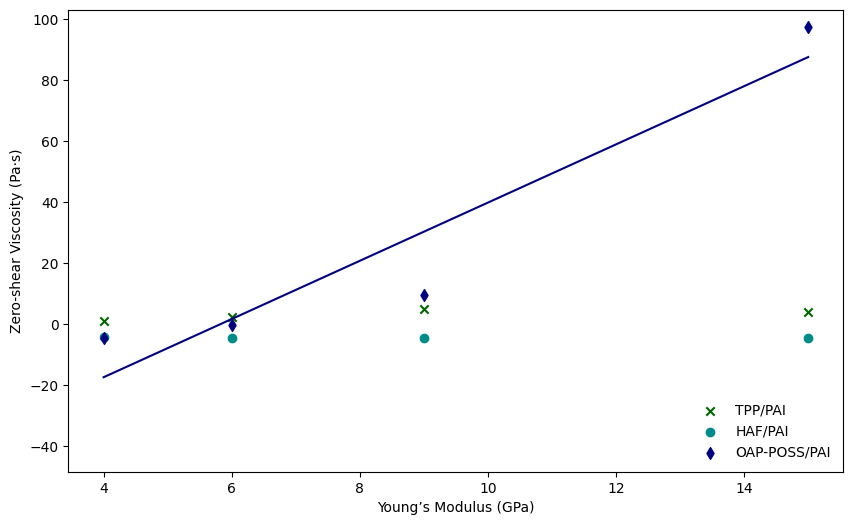 100
80
60
40
20
0
−20
−40
Zero-shear Viscosity (Pa·s)
TPP/PAI
HAF/PAI
OAP-POSS/PAI
4 6 8 10 12 14
Young’s Modulus (GPa)